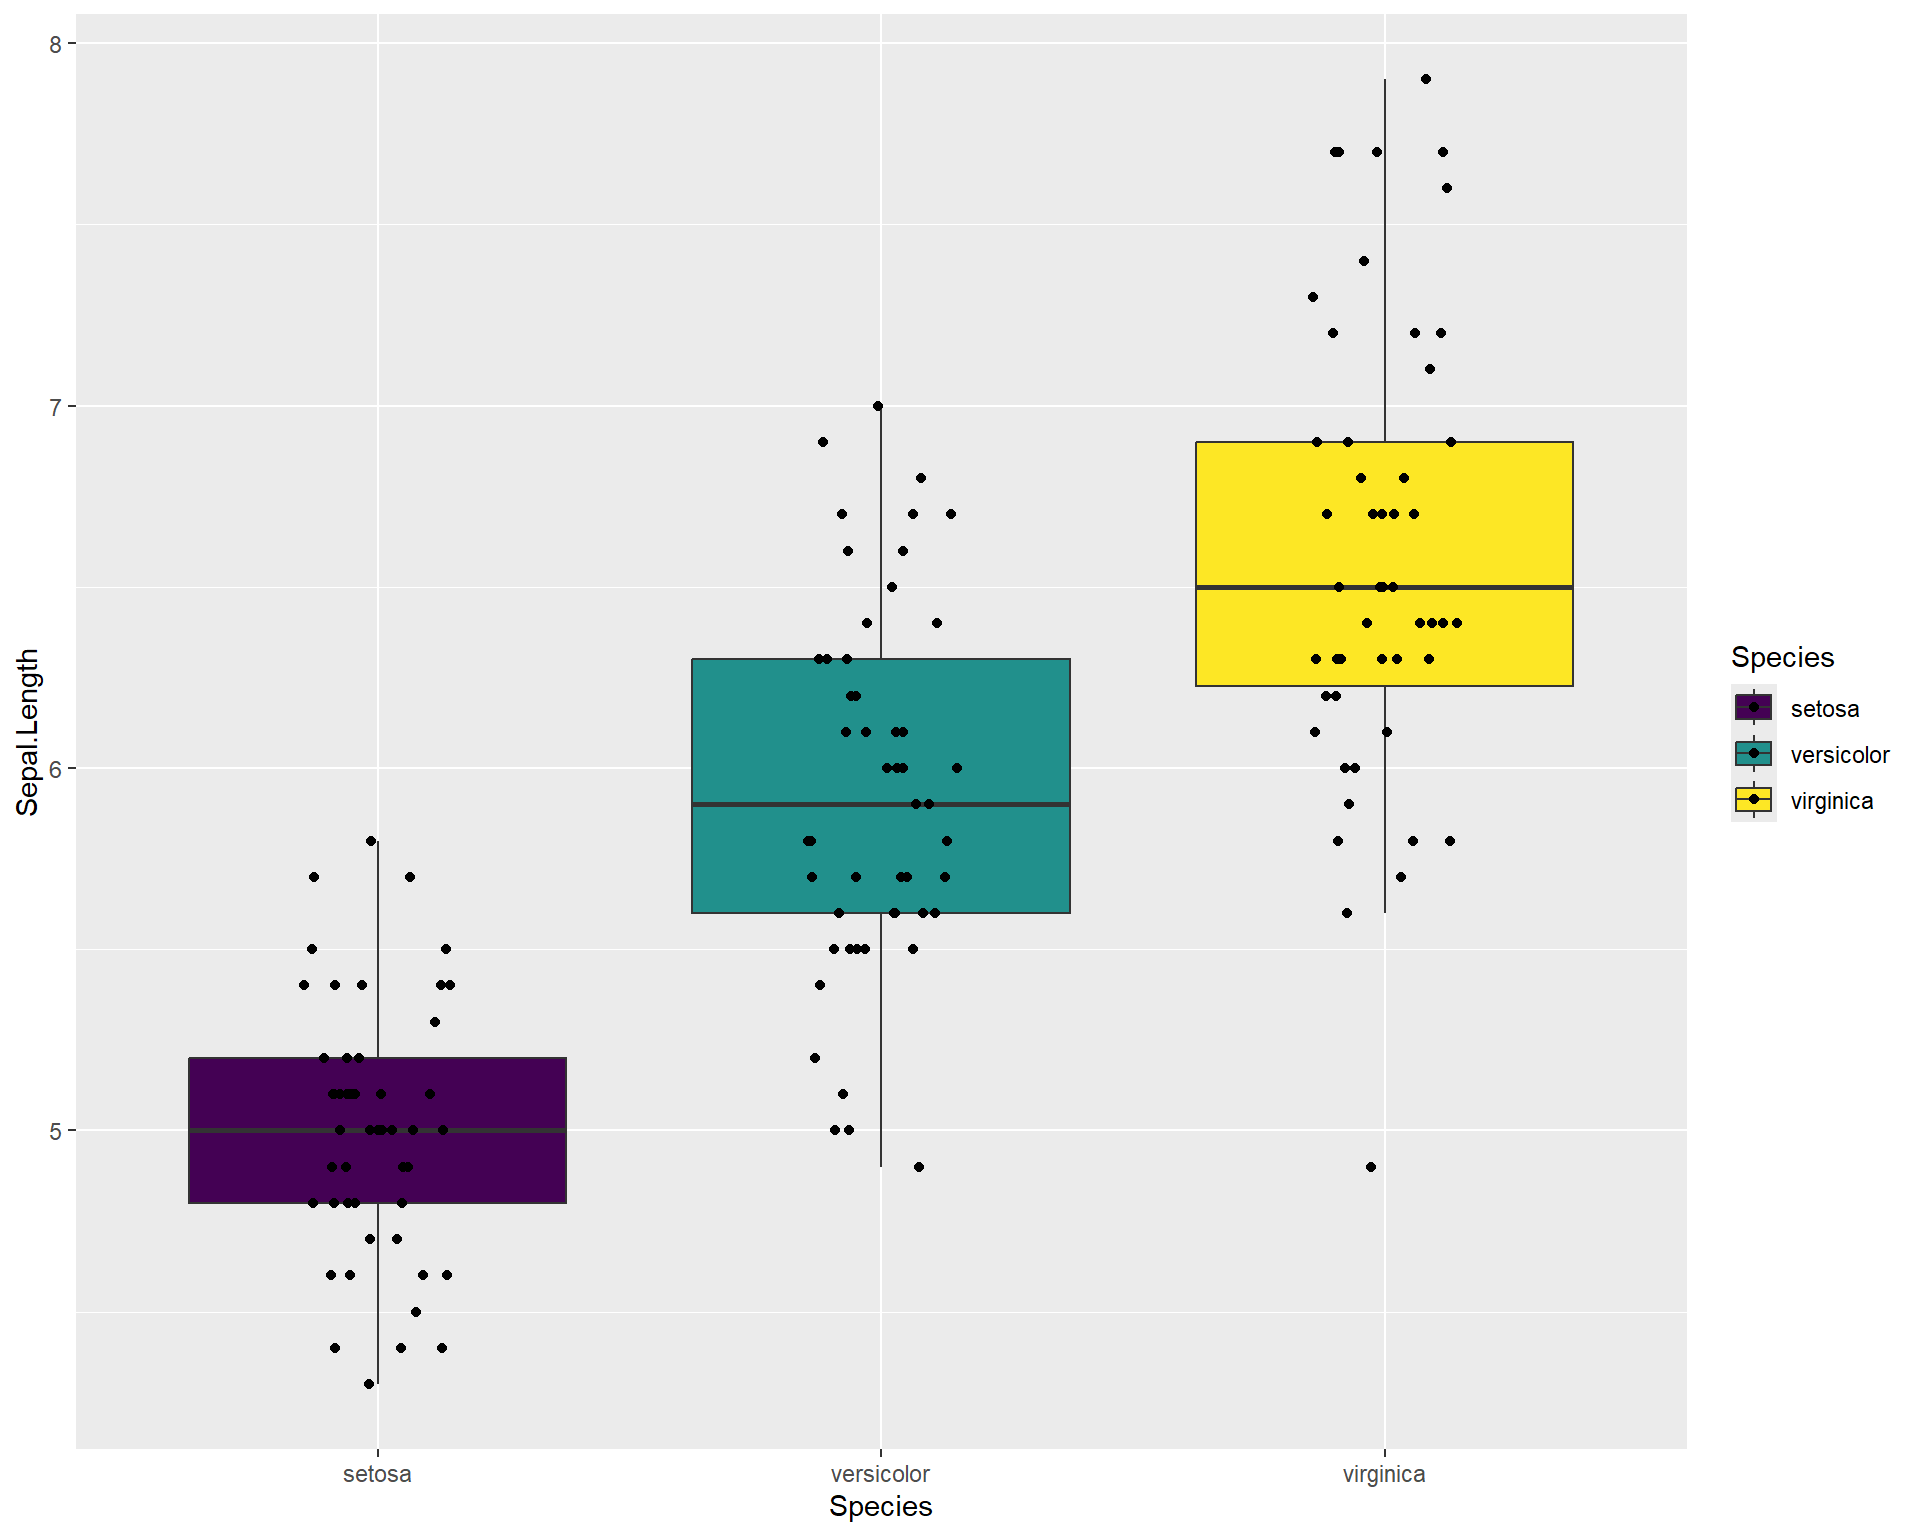 8
7
6
5
Sepal.Length
setosa
versicolor
virginica
Species
Species
setosa
versicolor
virginica